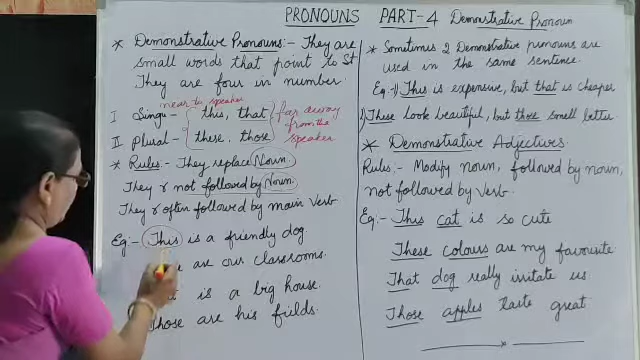 PRONOUNS PART-4 Demonstrative Pronoun
* Demonstrative Pronouns:- They are
small words that point to St
They are four in number.
near to speaker
I Singu- this, that
far away
from the
speaker
II Plural- these, those
* Rules:- They replace Noun.
They r not followed by Noun.
They r often followed by main Verb
Eg:- This is a friendly dog.
are our classrooms.
is a big house.
Those are his fields.
* Sometimes 2 Demonstrative pronouns are
used in the same sentence.
Eg:- 1) This is expensive, but that is cheaper
2) These look beautiful, but those small better.
* Demonstrative Adjectives.
Rules:- Modify noun, followed by noun,
not followed by Verb.
Eg:- This cat is so cute
These colours are my favourite
That dog really irritate us
Those apples taste great